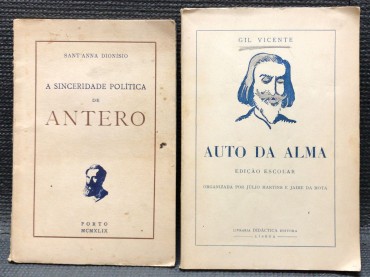 SANT'ANNA DIONISIO
A SINCERIDADE POLÍTICA
DE
ANTERO
PORTO
MCMXLIX
GIL VICENTE
AUTO DA ALMA
EDIÇÃO ESCOLAR
ORGANIZADA POR JÚLIO MARTINS E JAIME DA MOTA
LIVRARIA DIDÁCTICA EDITORA
LISBOA